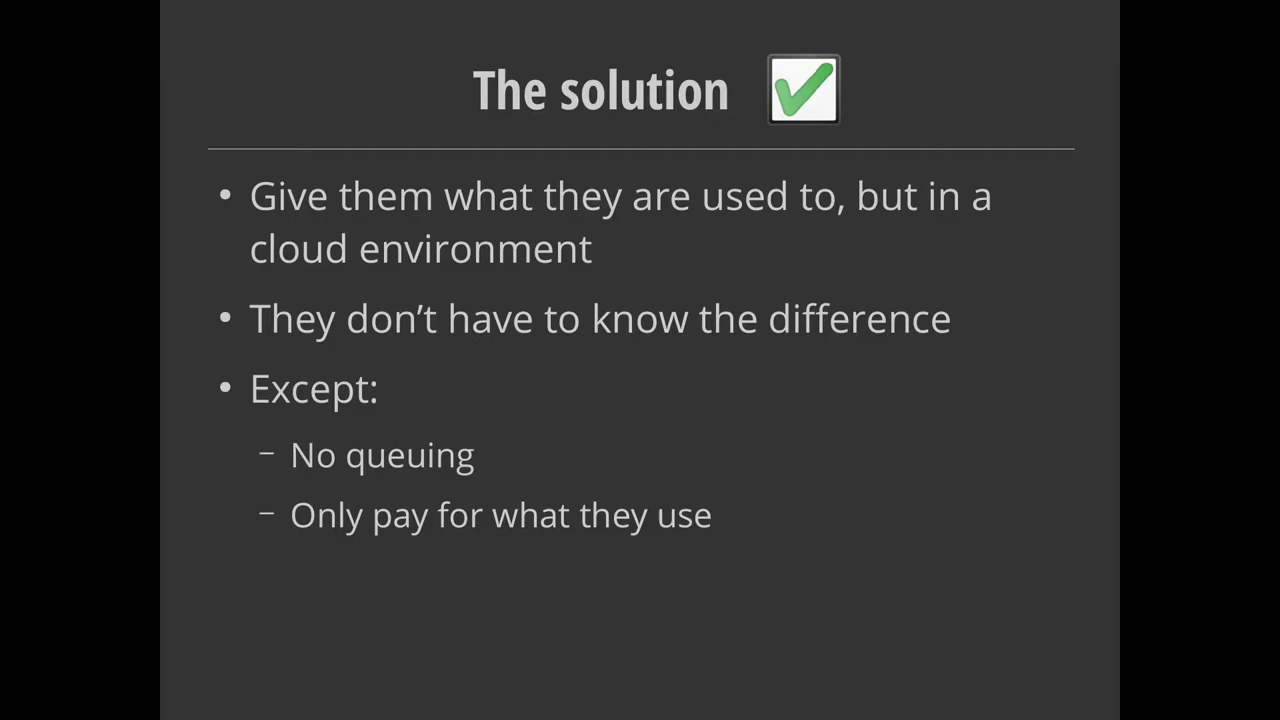 The solution
• Give them what they are used to, but in a
cloud environment
• They don’t have to know the difference
• Except:
– No queuing
– Only pay for what they use